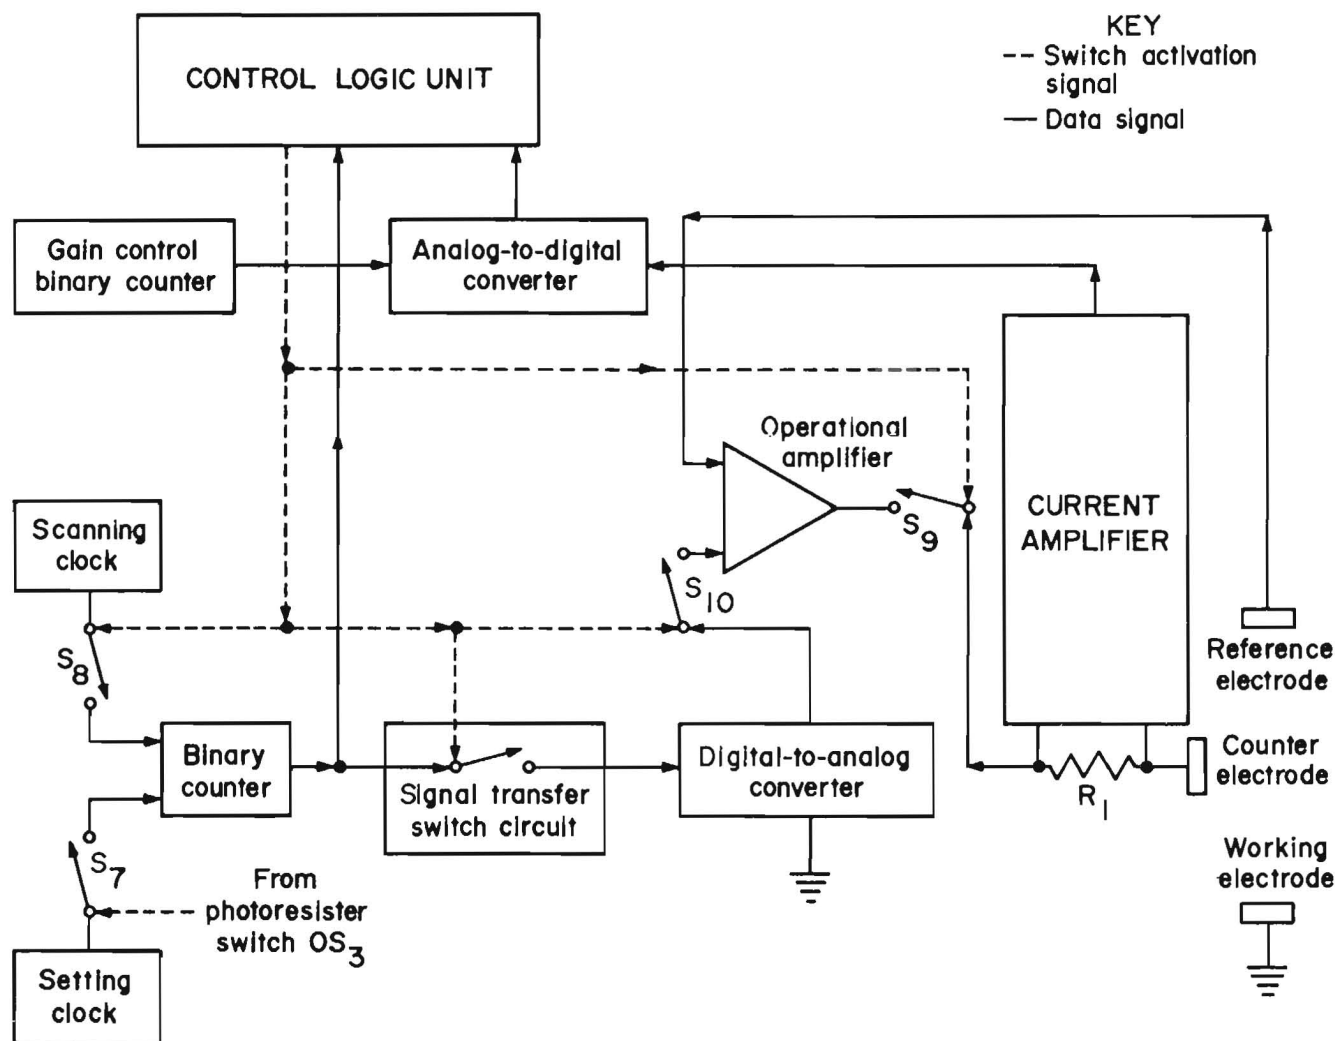 KEY
Switch activation
signal
Data signal
CONTROL LOGIC UNIT
Gain control
binary counter
Analog-to-digital
converter
Operational
amplifier
S9
S10
CURRENT
AMPLIFIER
Scanning
clock
S8
Reference
electrode
Binary
counter
Signal transfer
switch circuit
Digital-to-analog
converter
Counter
electrode
R1
S7
From
photoresister
switch OS3
Working
electrode
Setting
clock